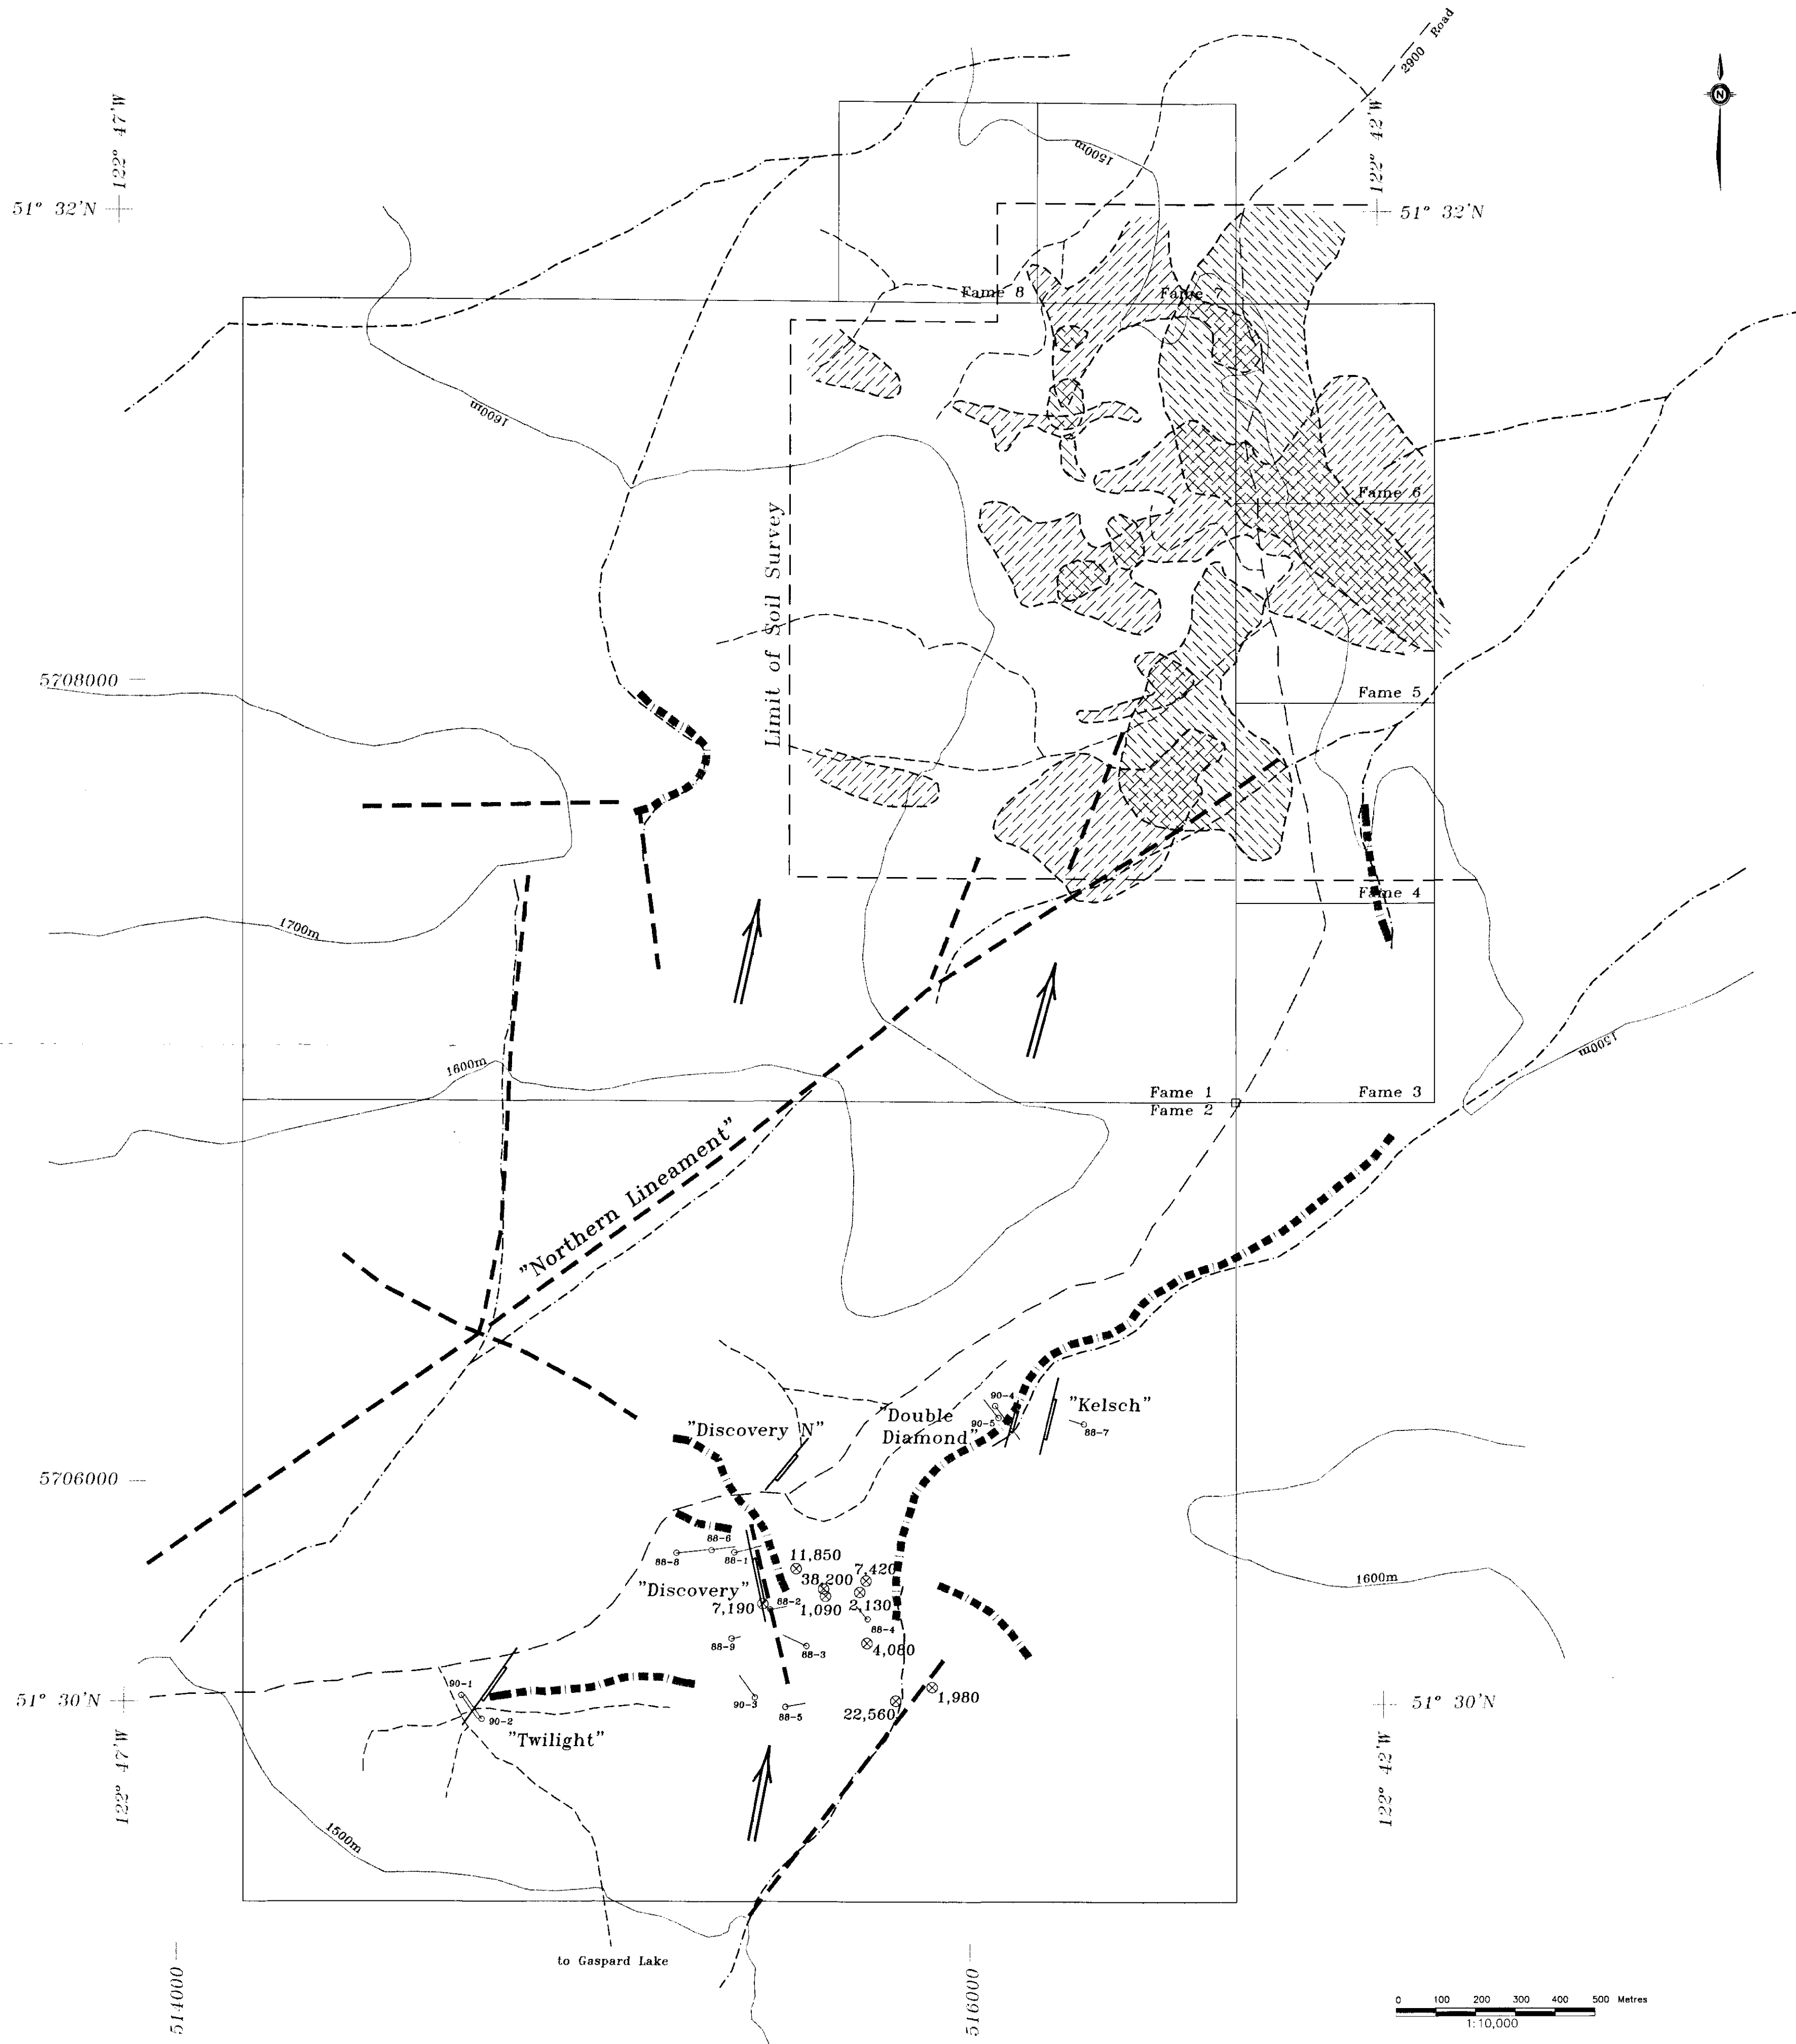 2900 Road
N
122° 47'W
122° 42'W
51° 32'N
51° 32'N
1500m
Fame 8
Fame 7
1600m
Fame 6
Limit of Soil Survey
5708000
Fame 5
Fame 4
1700m
1600m
1500m
Fame 1
Fame 3
Fame 2
"Northern Lineament"
90-4
"Kelsch"
"Double
Diamond"
90-5
"Discovery N"
88-7
5706000
88-6
88-8
88-1
11,850
7,420
38,200
1600m
"Discovery"
7,190
88-2
1,090
2,130
88-4
88-9
88-3
4,080
90-1
51° 30'N
90-3
88-5
1,980
51° 30'N
22,560
90-2
"Twilight"
122° 47'W
122° 42'W
1500m
to Gaspard Lake
514000
516000
0 100 200 300 400 500 Metres
1:10,000